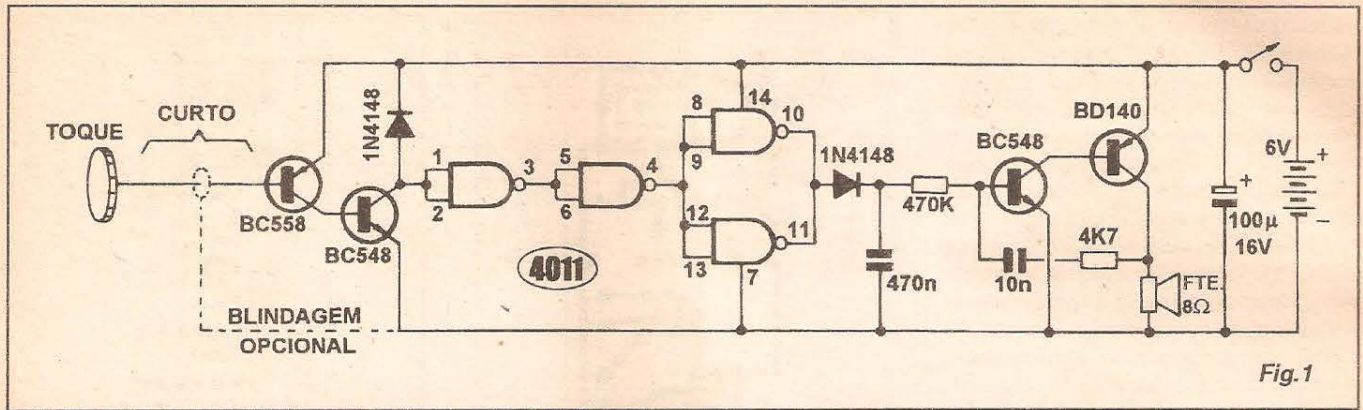 TOQUE
CURTO
BC558
BC548
1N4148
BLINDAGEM
OPCIONAL
1
2
3
5
6
4
4011
8
9
14
10
12
13
11
7
1N4148
470K
470n
BC548
BD140
10n
4K7
FTE.
8Ω
+
100µ
16V
6V
+
−
Fig.1